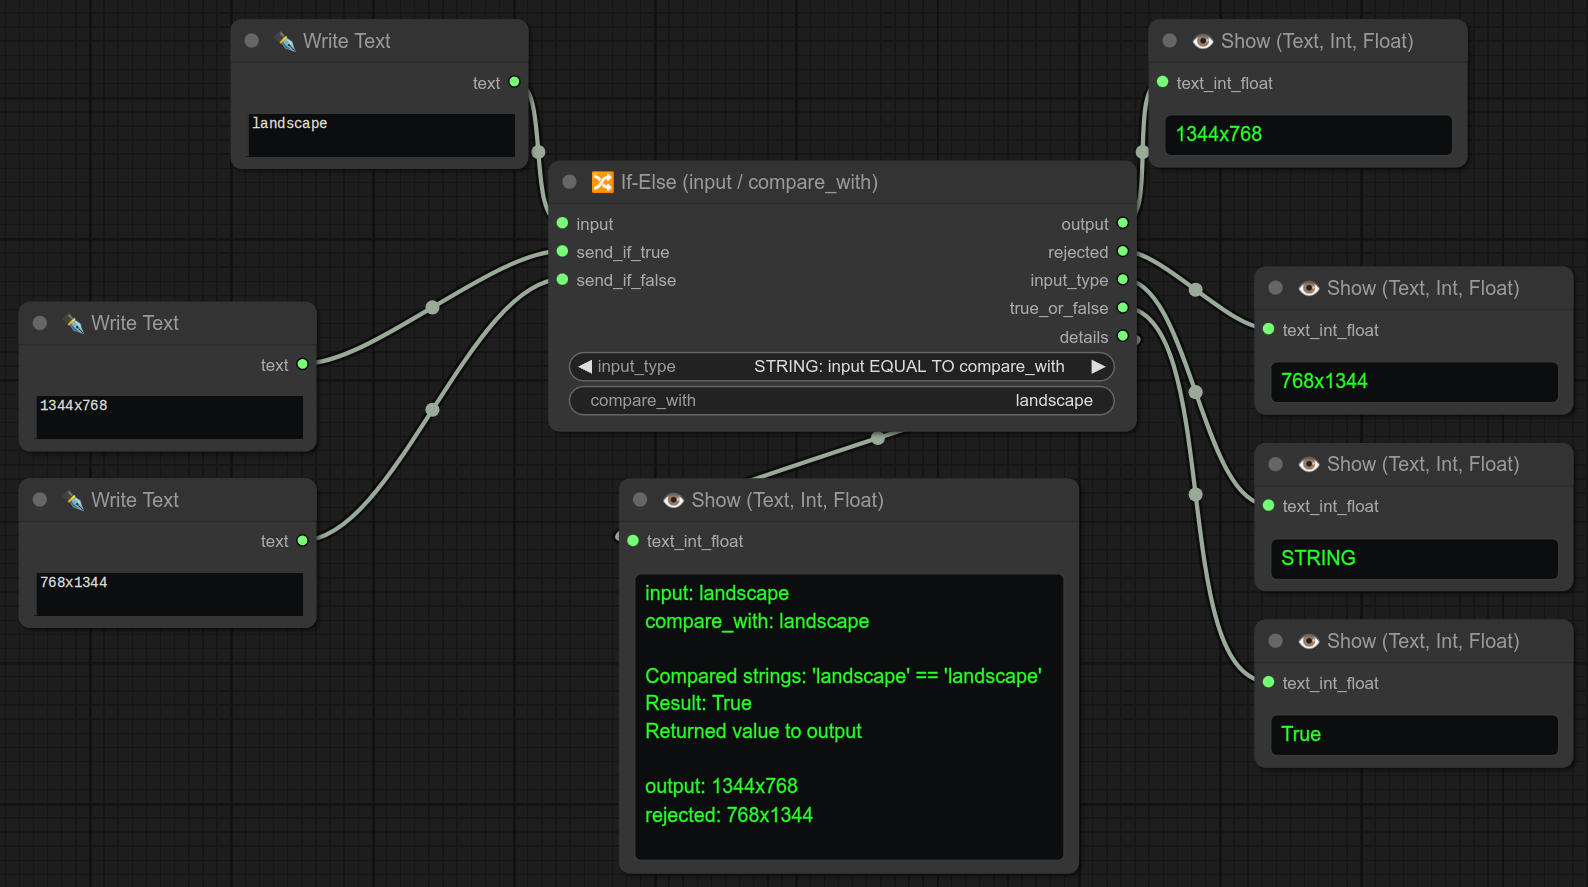 Write Text
text
landscape
Show (Text, Int, Float)
text_int_float
1344x768
If-Else (input / compare_with)
input
send_if_true
send_if_false
output
rejected
input_type
true_or_false
details
input_type STRING: input EQUAL TO compare_with
compare_with landscape
Write Text
text
1344x768
Write Text
text
768x1344
Show (Text, Int, Float)
text_int_float
input: landscape
compare_with: landscape
Compared strings: 'landscape' == 'landscape'
Result: True
Returned value to output
output: 1344x768
rejected: 768x1344
Show (Text, Int, Float)
text_int_float
768x1344
Show (Text, Int, Float)
text_int_float
STRING
Show (Text, Int, Float)
text_int_float
True